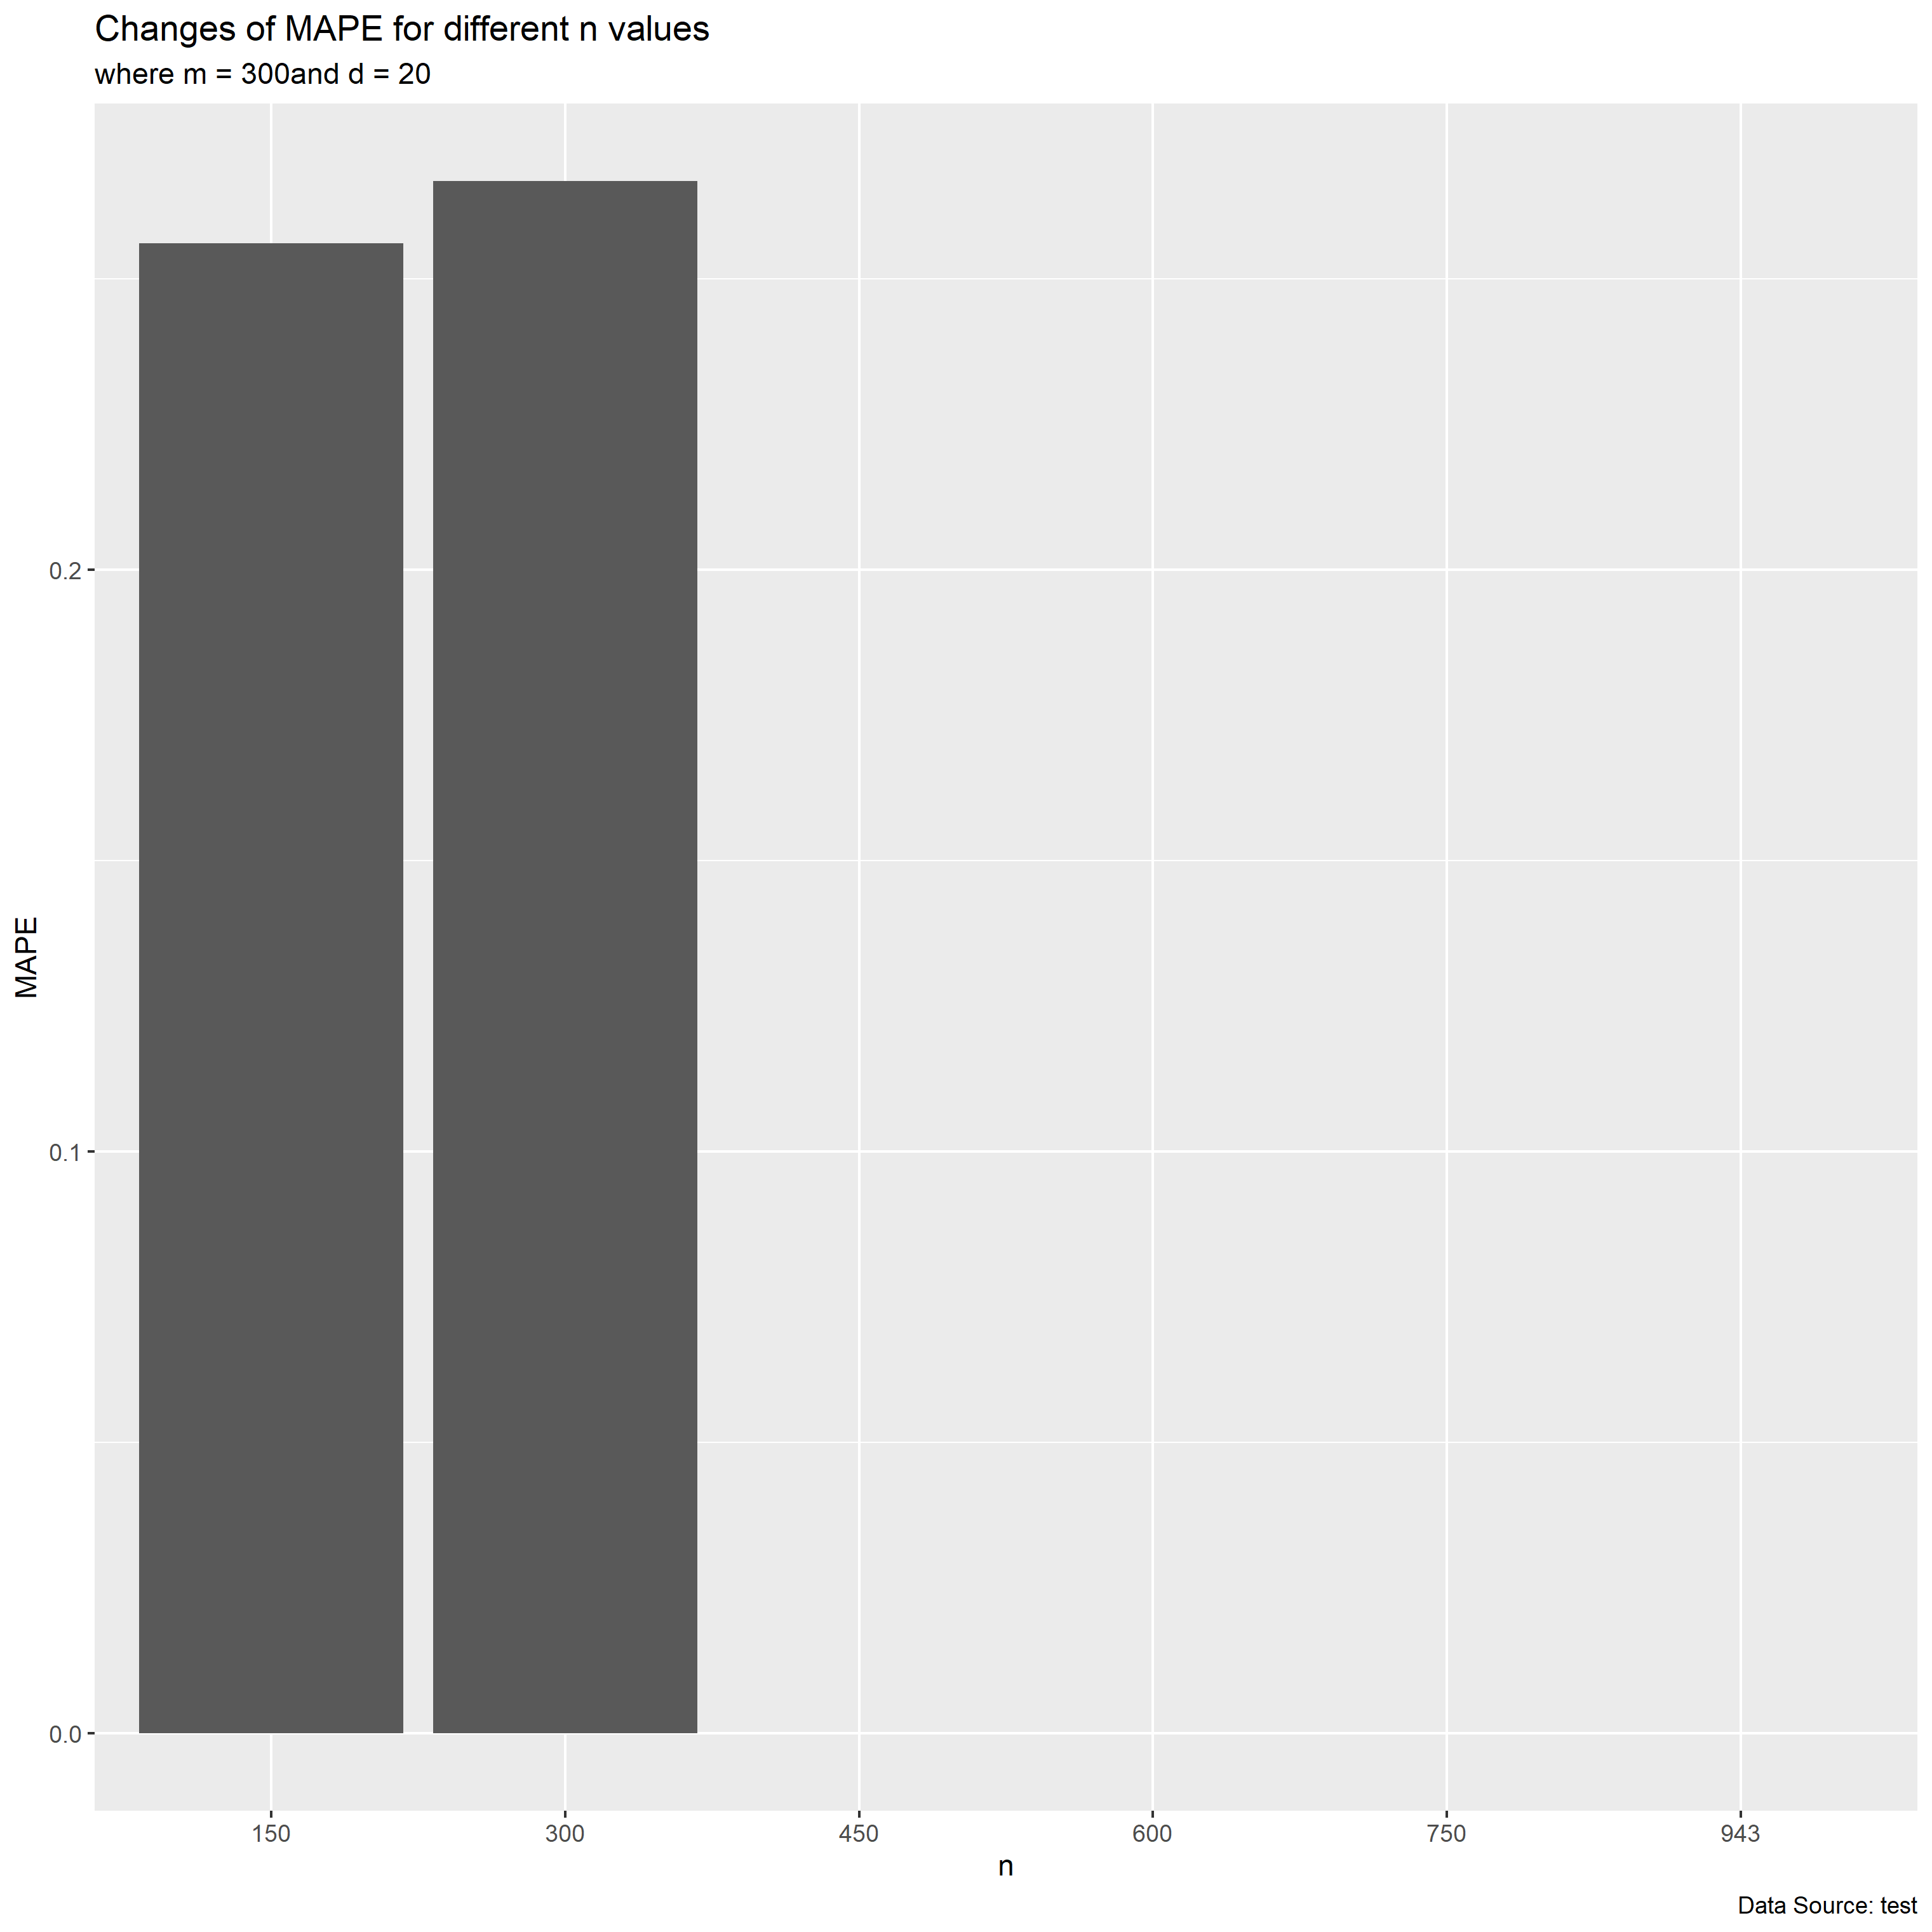 Changes of MAPE for different n values
where m = 300and d = 20
MAPE
0.2
0.1
0.0
150 300 450 600 750 943
n
Data Source: test